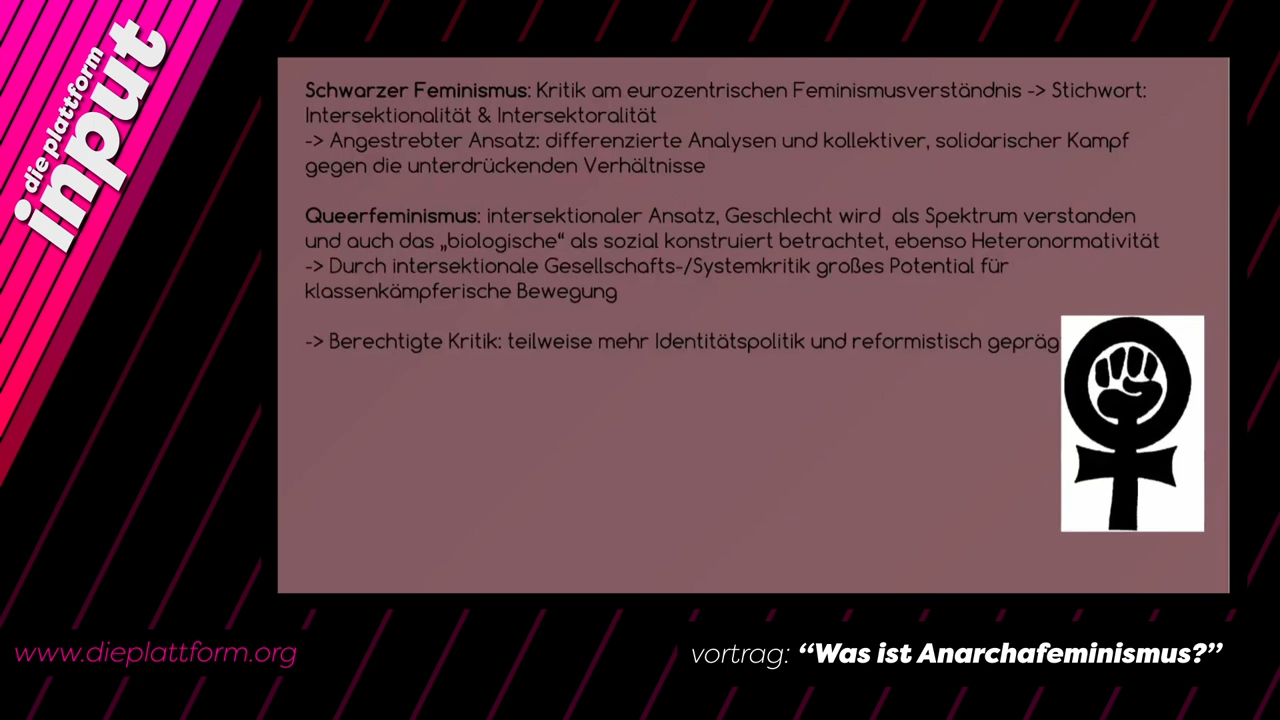 die plattform
input
Schwarzer Feminismus: Kritik am eurozentrischen Feminismusverständnis -> Stichwort:
Intersektionalität & Intersektoralität
-> Angestrebter Ansatz: differenzierte Analysen und kollektiver, solidarischer Kampf
gegen die unterdrückenden Verhältnisse
Queerfeminismus: intersektionaler Ansatz, Geschlecht wird als Spektrum verstanden
und auch das „biologische“ als sozial konstruiert betrachtet, ebenso Heteronormativität
-> Durch intersektionale Gesellschafts-/Systemkritik großes Potential für
klassenkämpferische Bewegung
-> Berechtigte Kritik: teilweise mehr Identitätspolitik und reformistisch gepräg
www.dieplattform.org
vortrag: “Was ist Anarchafeminismus?”